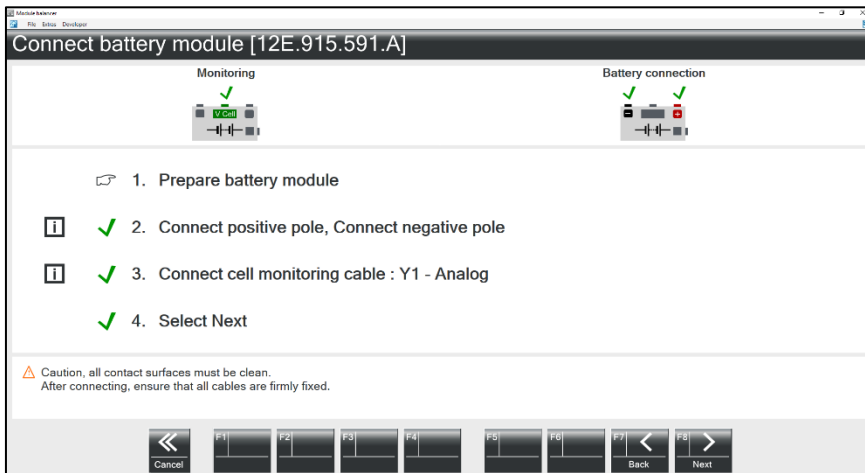 Module balancer
File Extras Developer
Connect battery module [12E.915.591.A]
Monitoring
Battery connection
V Cell
1. Prepare battery module
i
2. Connect positive pole, Connect negative pole
i
3. Connect cell monitoring cable : Y1 - Analog
4. Select Next
Caution, all contact surfaces must be clean.
After connecting, ensure that all cables are firmly fixed.
F1 F2 F3 F4 F5 F6 F7 F8
Cancel Back Next